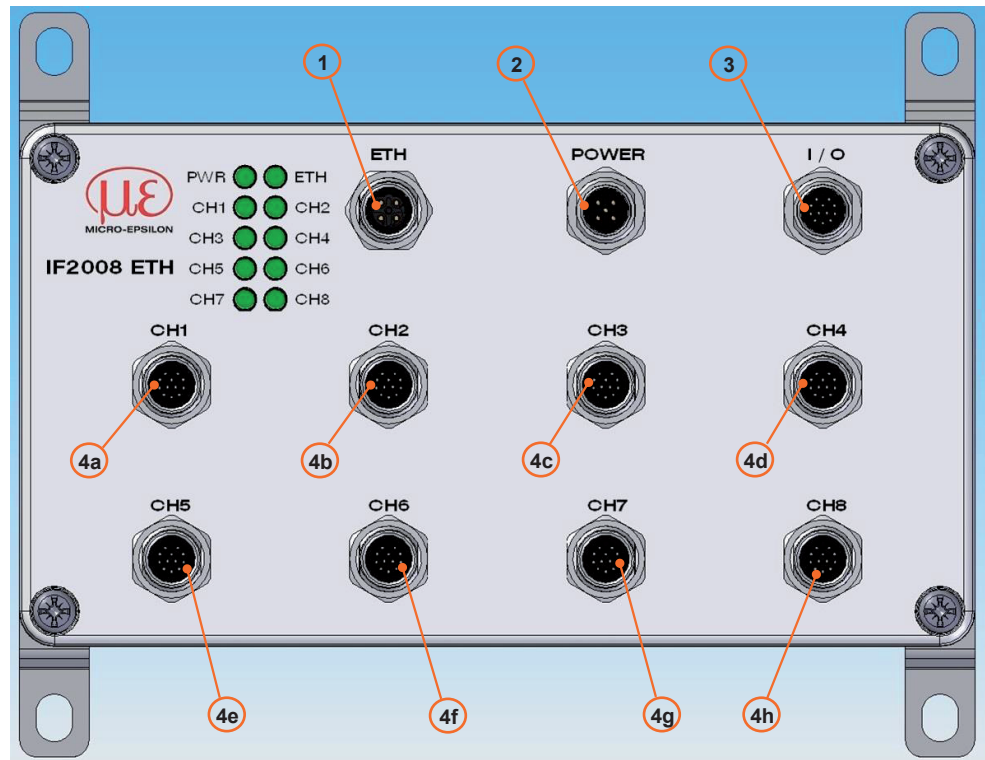 1 2 3
ETH POWER I / O
με
PWR ETH
CH1 CH2
MICRO-EPSILON
CH3 CH4
IF2008 ETH
CH5 CH6
CH7 CH8
CH1 CH2 CH3 CH4
4a 4b 4c 4d
CH5 CH6 CH7 CH8
4e 4f 4g 4h